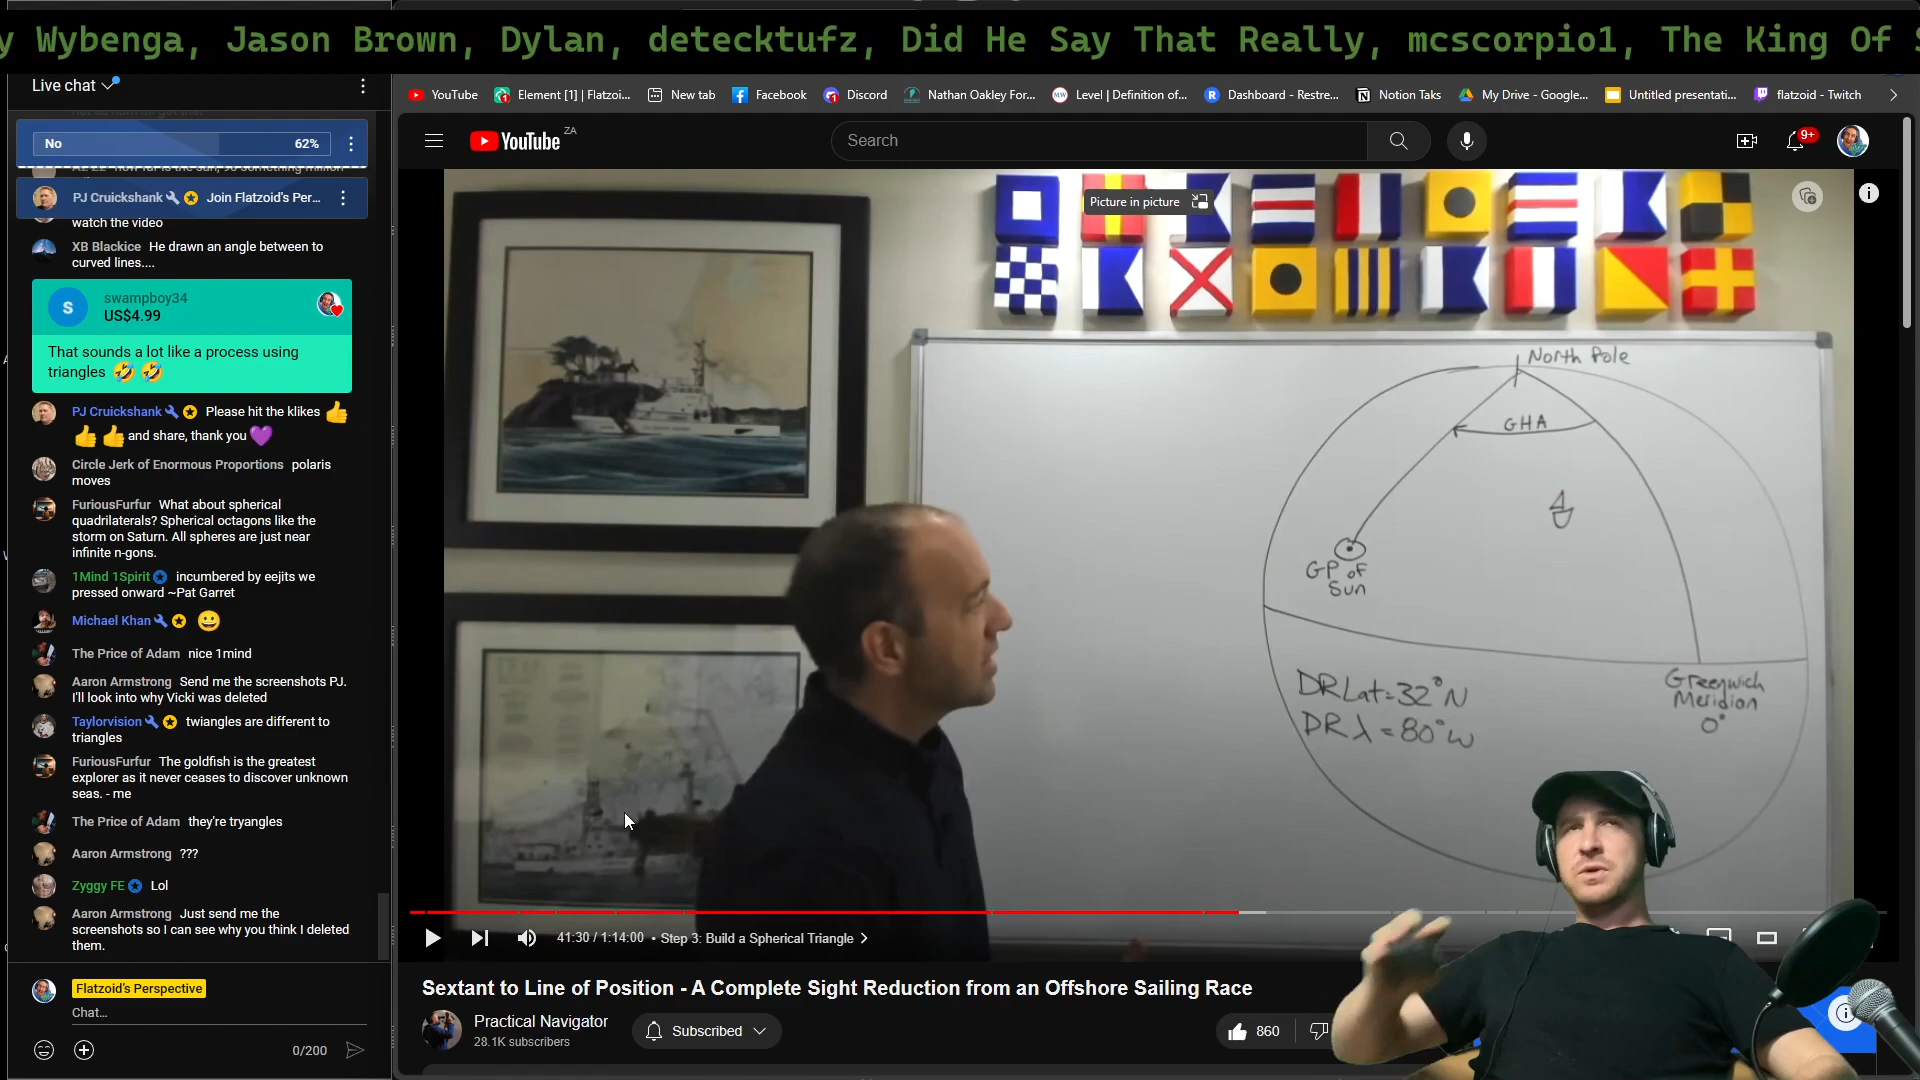 Wybenga, Jason Brown, Dylan, detecktufz, Did He Say That Really, mcscorpio1, The King Of
Live chat
YouTube
Element [1] | Flatzoi...
New tab
Facebook
Discord
Nathan Oakley For...
Level | Definition of...
Dashboard - Restre...
Notion Taks
My Drive - Google...
Untitled presentati...
flatzoid - Twitch
No 62%
YouTube ZA
Search
9+
PJ Cruickshank Join Flatzoid's Per...
watch the video
XB Blackice He drawn an angle between to
curved lines....
S
swampboy34
US$4.99
That sounds a lot like a process using
triangles 🤣 🤣
PJ Cruickshank Please hit the klikes 👍
👍 👍 and share, thank you 💜
Circle Jerk of Enormous Proportions polaris
moves
FuriousFurfur What about spherical
quadrilaterals? Spherical octagons like the
storm on Saturn. All spheres are just near
infinite n-gons.
1Mind 1Spirit incumbered by eejits we
pressed onward ~Pat Garret
Michael Khan 😀
The Price of Adam nice 1mind
Aaron Armstrong Send me the screenshots PJ.
I'll look into why Vicki was deleted
Taylorvision twiangles are different to
triangles
FuriousFurfur The goldfish is the greatest
explorer as it never ceases to discover unknown
seas. - me
The Price of Adam they're tryangles
Aaron Armstrong ???
Zyggy FE Lol
Aaron Armstrong Just send me the
screenshots so I can see why you think I deleted
them.
Flatzoid's Perspective
Chat...
0/200
Picture in picture
North Pole
GHA
GP of
Sun
DR Lat = 32° N
DR λ = 80° W
Greenwich
Meridion
0°
41:30 / 1:14:00 • Step 3: Build a Spherical Triangle
Sextant to Line of Position - A Complete Sight Reduction from an Offshore Sailing Race
Practical Navigator
28.1K subscribers
Subscribed
860